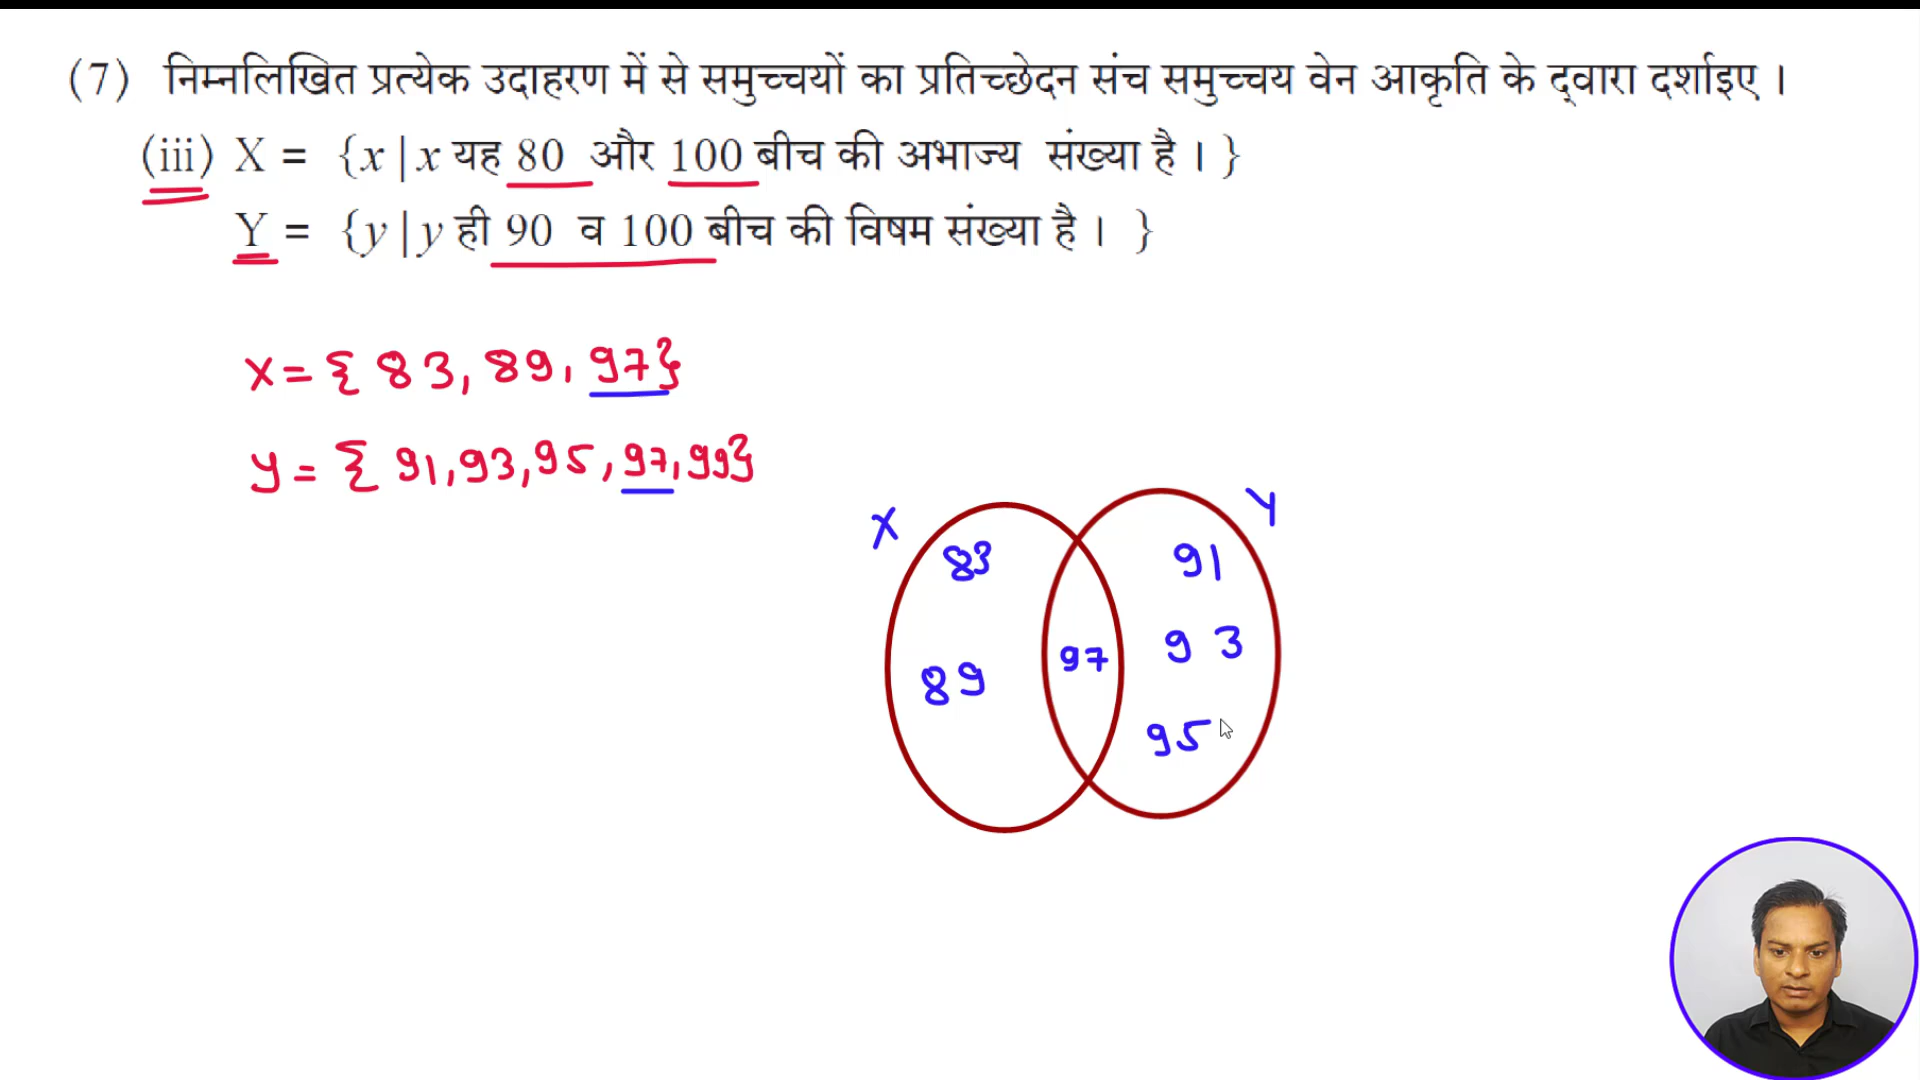 (7) निम्नलिखित प्रत्येक उदाहरण में से समुच्चयों का प्रतिच्छेदन संच समुच्चय वेन आकृति के द्‌वारा दर्शाइए ।
(iii) X = {x | x यह 80 और 100 बीच की अभाज्य संख्या है । }
Y = {y | y ही 90 व 100 बीच की विषम संख्या है । }
X = { 83, 89, 97}
y = { 91, 93, 95, 97, 99}
X Y
83 91
89 97 93
95